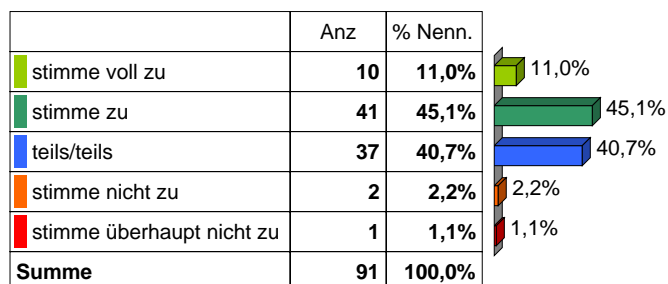 Anz % Nenn.
stimme voll zu 10 11,0% 11,0%
stimme zu 41 45,1% 45,1%
teils/teils 37 40,7% 40,7%
stimme nicht zu 2 2,2% 2,2%
stimme überhaupt nicht zu 1 1,1% 1,1%
Summe 91 100,0%